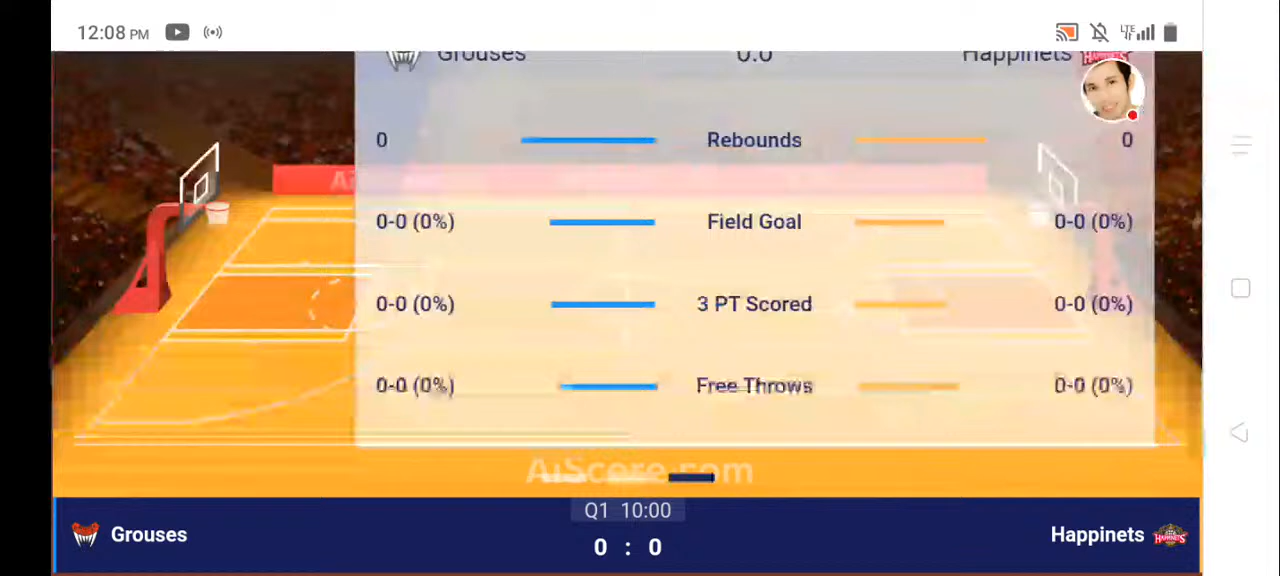 12:08 PM LTE
Grouses 0:0 Happinets
0 Rebounds 0
0-0 (0%) Field Goal 0-0 (0%)
0-0 (0%) 3 PT Scored 0-0 (0%)
0-0 (0%) Free Throws 0-0 (0%)
AiScore.com
Q1 10:00
Grouses 0 : 0 Happinets HAPPINETS